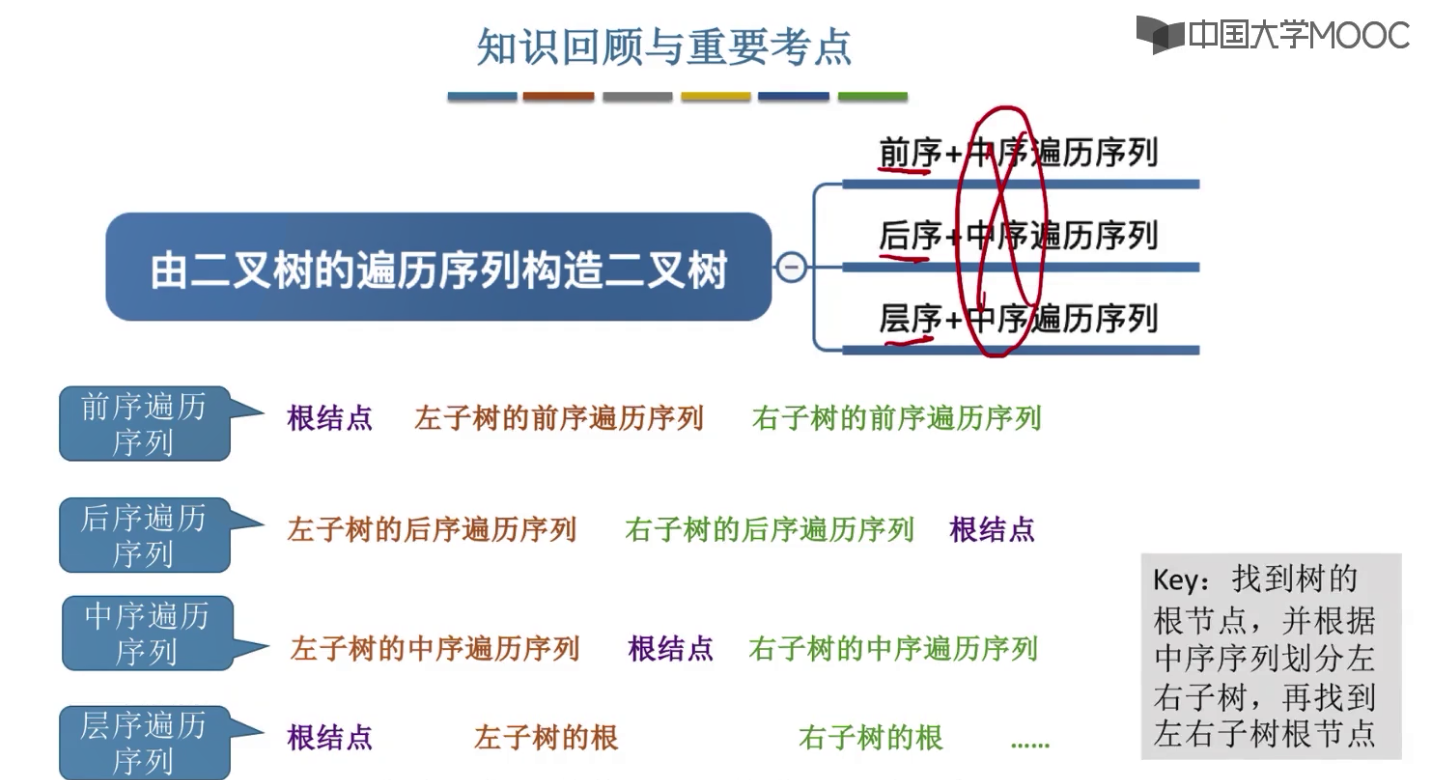 知识回顾与重要考点
中国大学MOOC
前序+中序遍历序列
由二叉树的遍历序列构造二叉树
后序+中序遍历序列
层序+中序遍历序列
前序遍历
序列
根结点 左子树的前序遍历序列 右子树的前序遍历序列
后序遍历
序列
左子树的后序遍历序列 右子树的后序遍历序列 根结点
中序遍历
序列
左子树的中序遍历序列 根结点 右子树的中序遍历序列
层序遍历
序列
根结点 左子树的根 右子树的根 ……
Key：找到树的
根节点，并根据
中序序列划分左
右子树，再找到
左右子树根节点